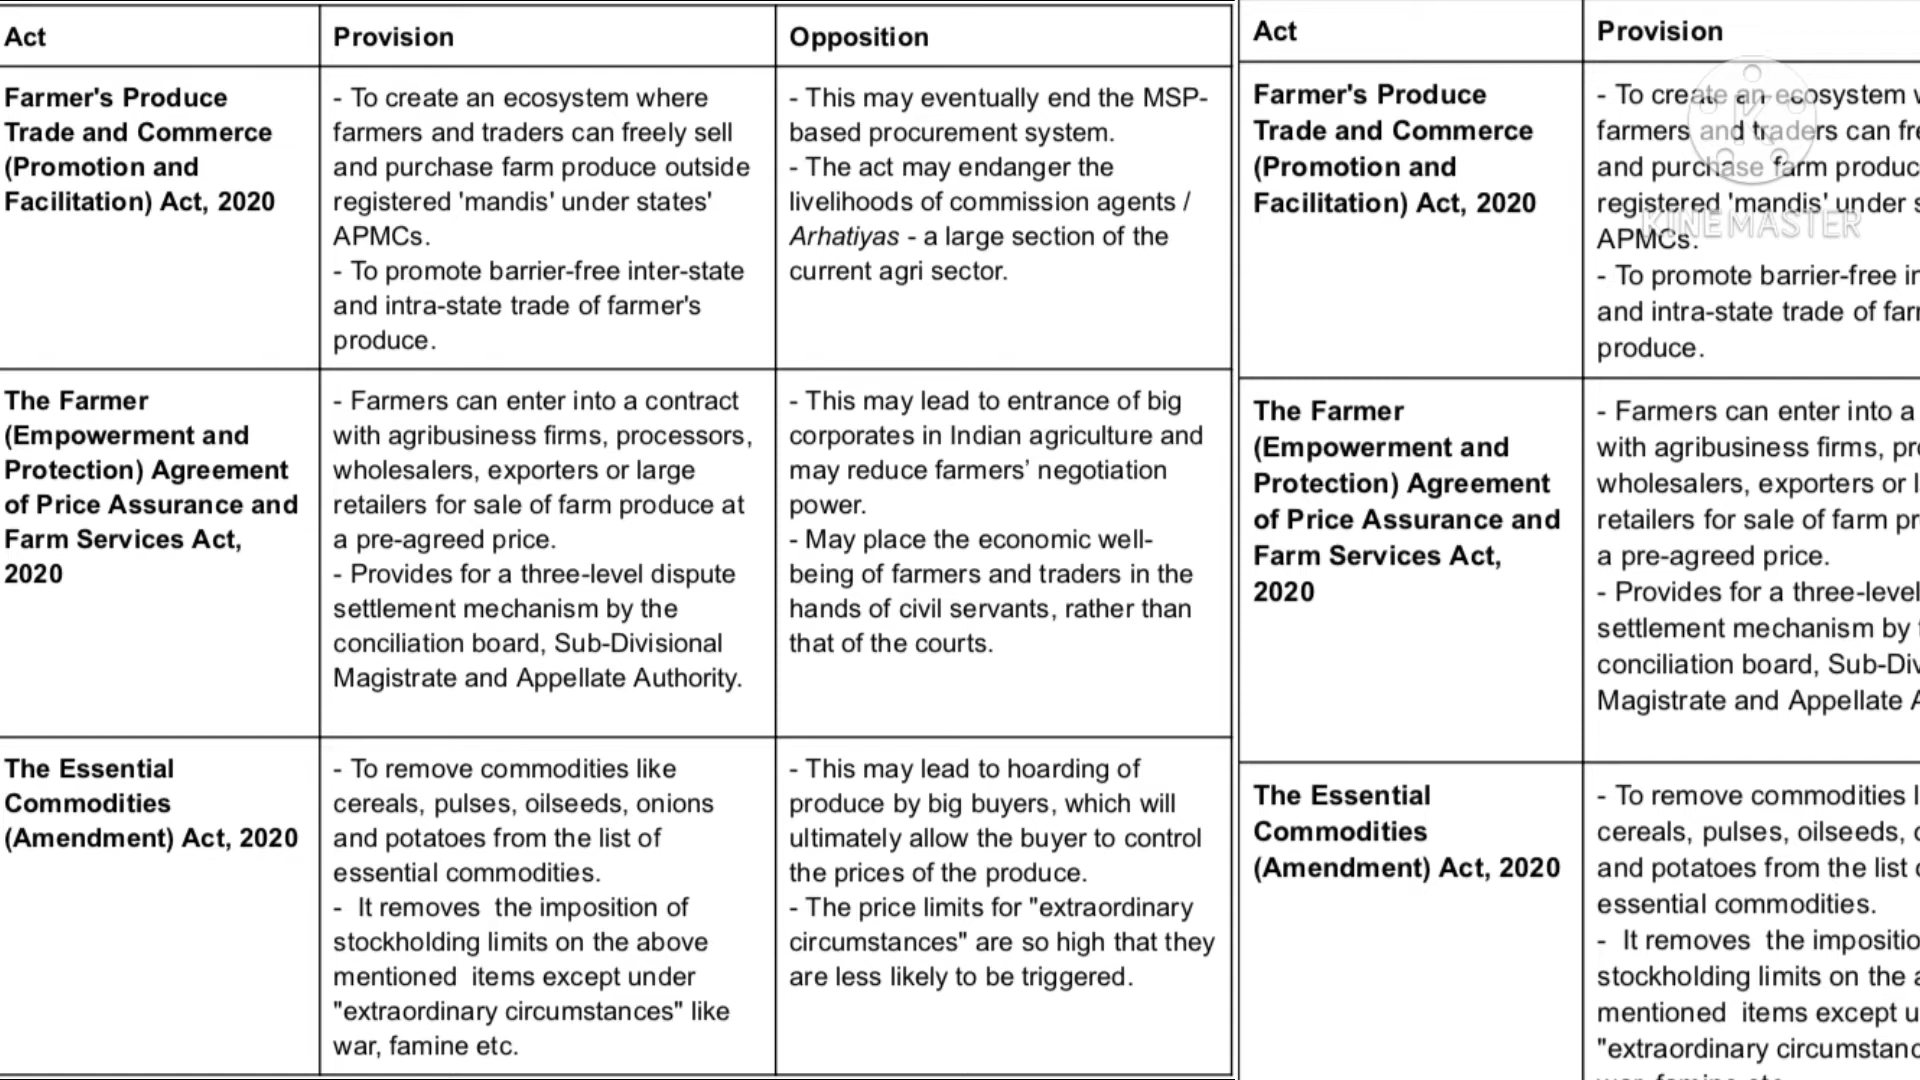 Act
Provision
Opposition
Farmer's Produce
Trade and Commerce
(Promotion and
Facilitation) Act, 2020
- To create an ecosystem where
farmers and traders can freely sell
and purchase farm produce outside
registered 'mandis' under states'
APMCs.
- To promote barrier-free inter-state
and intra-state trade of farmer's
produce.
- This may eventually end the MSP-
based procurement system.
- The act may endanger the
livelihoods of commission agents /
Arhatiyas - a large section of the
current agri sector.
The Farmer
(Empowerment and
Protection) Agreement
of Price Assurance and
Farm Services Act,
2020
- Farmers can enter into a contract
with agribusiness firms, processors,
wholesalers, exporters or large
retailers for sale of farm produce at
a pre-agreed price.
- Provides for a three-level dispute
settlement mechanism by the
conciliation board, Sub-Divisional
Magistrate and Appellate Authority.
- This may lead to entrance of big
corporates in Indian agriculture and
may reduce farmers’ negotiation
power.
- May place the economic well-
being of farmers and traders in the
hands of civil servants, rather than
that of the courts.
The Essential
Commodities
(Amendment) Act, 2020
- To remove commodities like
cereals, pulses, oilseeds, onions
and potatoes from the list of
essential commodities.
- It removes the imposition of
stockholding limits on the above
mentioned items except under
"extraordinary circumstances" like
war, famine etc.
- This may lead to hoarding of
produce by big buyers, which will
ultimately allow the buyer to control
the prices of the produce.
- The price limits for "extraordinary
circumstances" are so high that they
are less likely to be triggered.
Act
Provision
Farmer's Produce
Trade and Commerce
(Promotion and
Facilitation) Act, 2020
- To create an ecosystem
farmers and traders can
and purchase farm
registered 'mandis' under
APMCs.
- To promote barrier-free
and intra-state trade of
produce.
K
KINEMASTER
The Farmer
(Empowerment and
Protection) Agreement
of Price Assurance and
Farm Services Act,
2020
- Farmers can enter into a
with agribusiness firms,
wholesalers, exporters or
retailers for sale of farm
a pre-agreed price.
- Provides for a three-level
settlement mechanism by
conciliation board,
Magistrate and Appellate
The Essential
Commodities
(Amendment) Act, 2020
- To remove commodities
cereals, pulses, oilseeds,
and potatoes from the list
essential commodities.
- It removes the
stockholding limits on the
mentioned items except
"extraordinary